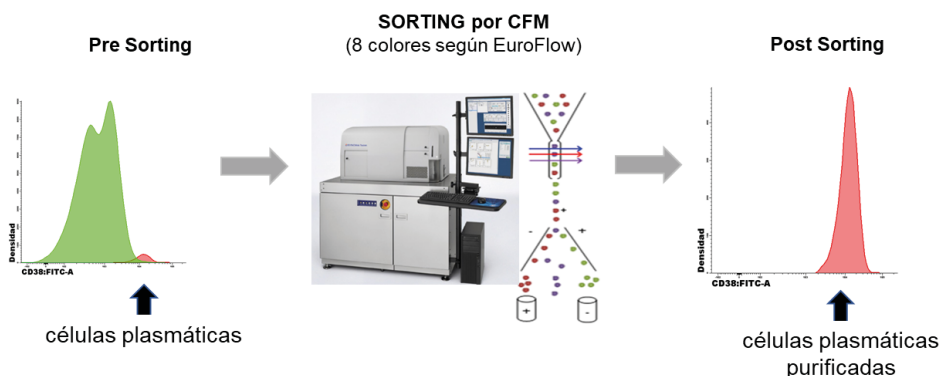 Pre Sorting
SORTING por CFM
(8 colores según EuroFlow)
Post Sorting
Densidad
CD38:FITC-A
células plasmáticas
+
-
+
+
-
Densidad
CD38:FITC-A
células plasmáticas
purificadas